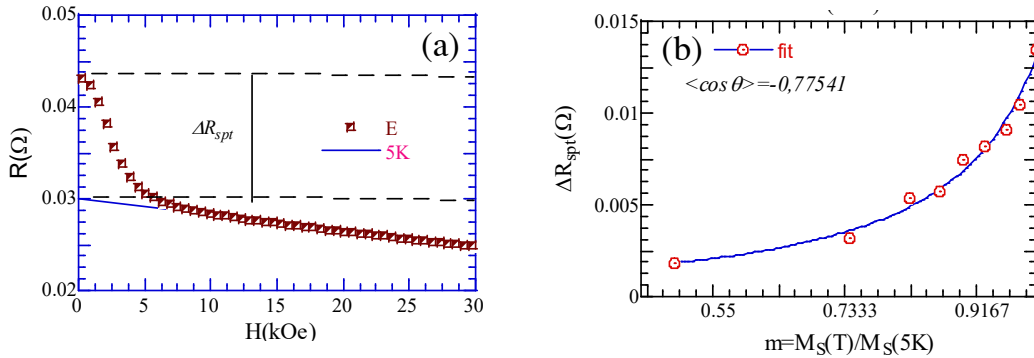 (a)
0.05
0.04
0.03
0.02
R(Ω)
ΔR_spt
E
5K
0 5 10 15 20 25 30
H(kOe)
(b)
0.015
0.01
0.005
0
ΔR_spt(Ω)
fit
<cos θ>=-0,77541
0.55 0.7333 0.9167
m=M_S(T)/M_S(5K)